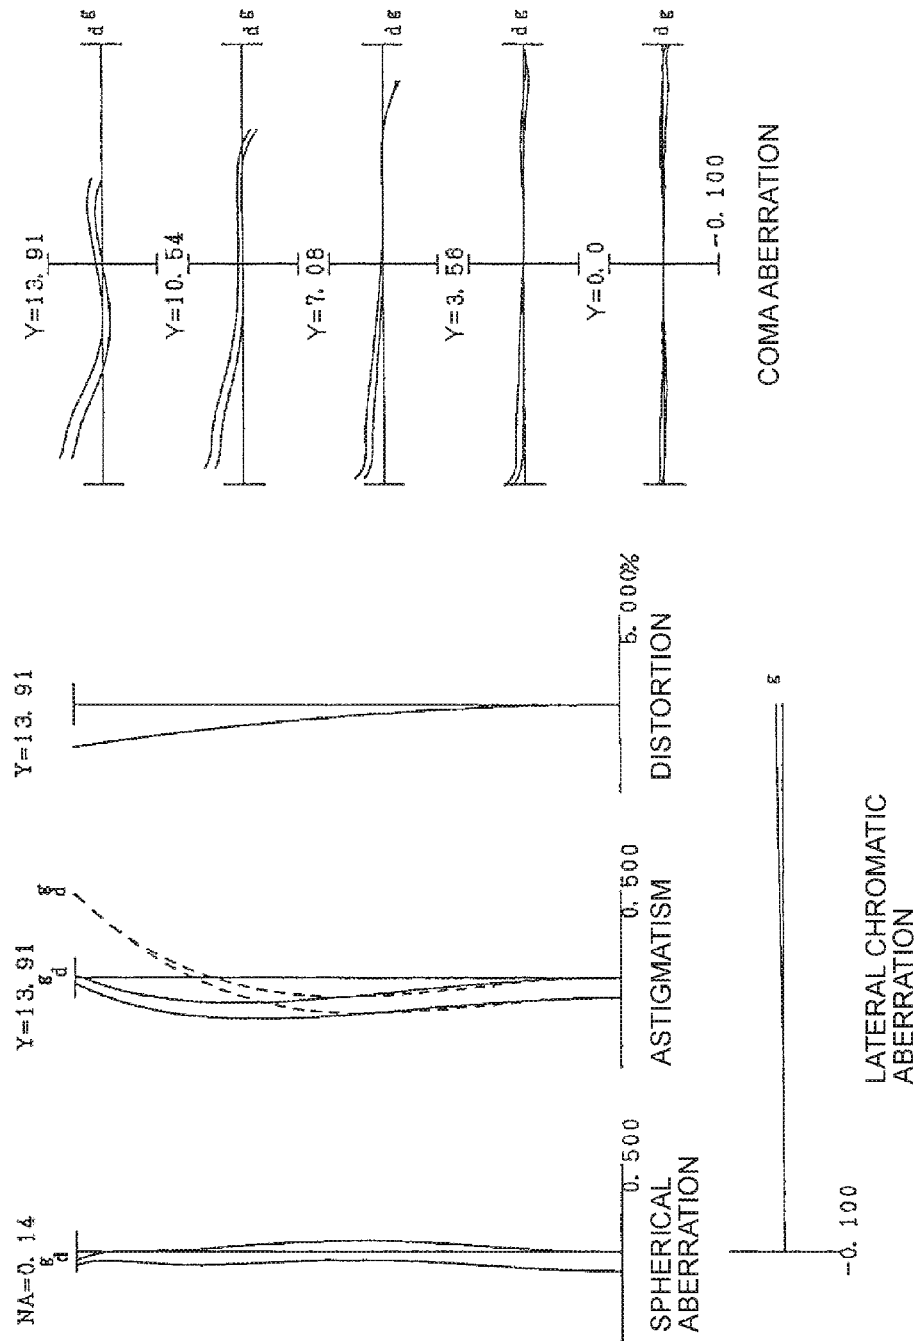 NA=0. 14
g
d
0. 500
SPHERICAL
ABERRATION
Y=13. 91
g
d
g
d
0. 500
ASTIGMATISM
Y=13. 91
5. 000%
DISTORTION
Y=13. 91
d g
Y=10. 54
d g
Y=7. 08
d g
Y=3. 56
d g
Y=0. 0
d g
-0. 100
COMA ABERRATION
g
-0. 100
LATERAL CHROMATIC
ABERRATION